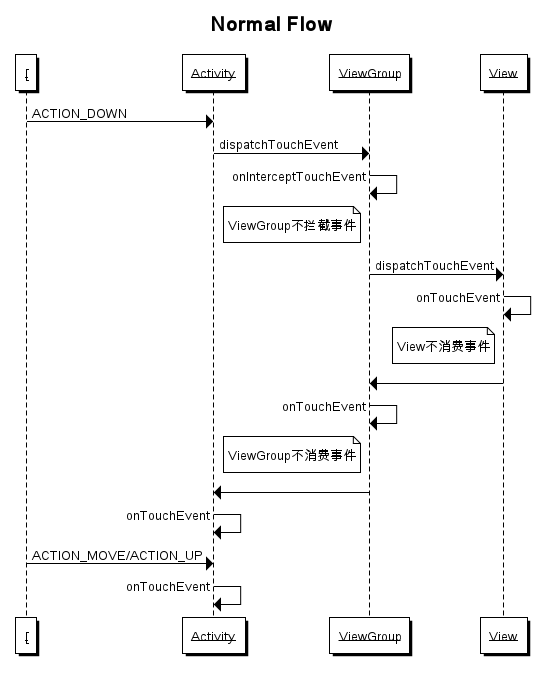 Normal Flow
[ Activity ViewGroup View
ACTION_DOWN
dispatchTouchEvent
onInterceptTouchEvent
ViewGroup不拦截事件
dispatchTouchEvent
onTouchEvent
View不消费事件
onTouchEvent
ViewGroup不消费事件
onTouchEvent
ACTION_MOVE/ACTION_UP
onTouchEvent
[ Activity ViewGroup View